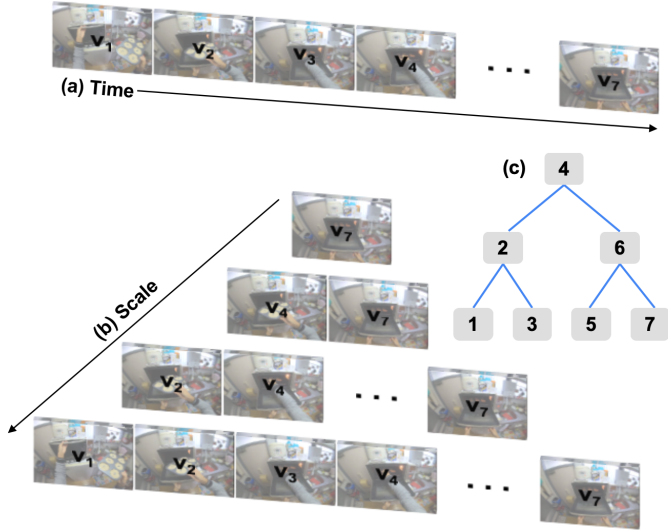 V1 V2 V3 V4 ... V7
(a) Time
(c) 4
2 6
1 3 5 7
(b) Scale
V7
V4 V7
V2 V4 ... V7
V1 V2 V3 V4 ... V7